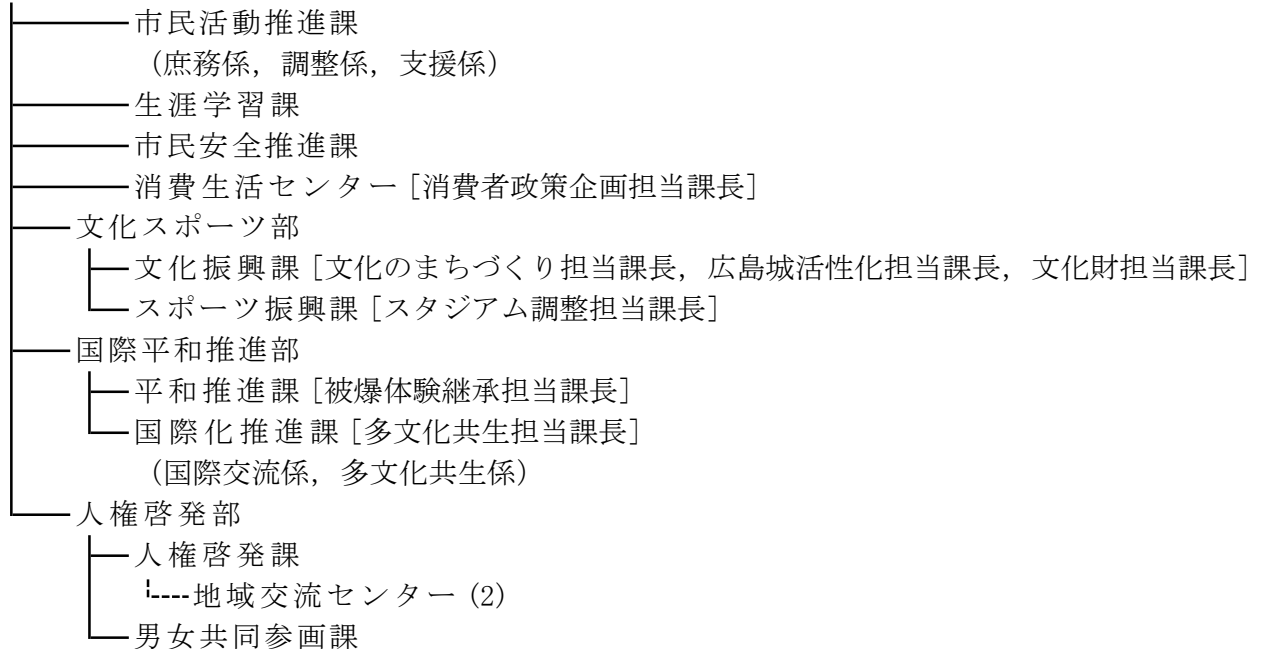 市民活動推進課
（庶務係，調整係，支援係）
生涯学習課
市民安全推進課
消費生活センター［消費者政策企画担当課長］
文化スポーツ部
文化振興課［文化のまちづくり担当課長，広島城活性化担当課長，文化財担当課長］
スポーツ振興課［スタジアム調整担当課長］
国際平和推進部
平和推進課［被爆体験継承担当課長］
国際化推進課［多文化共生担当課長］
（国際交流係，多文化共生係）
人権啓発部
人権啓発課
地域交流センター（2）
男女共同参画課